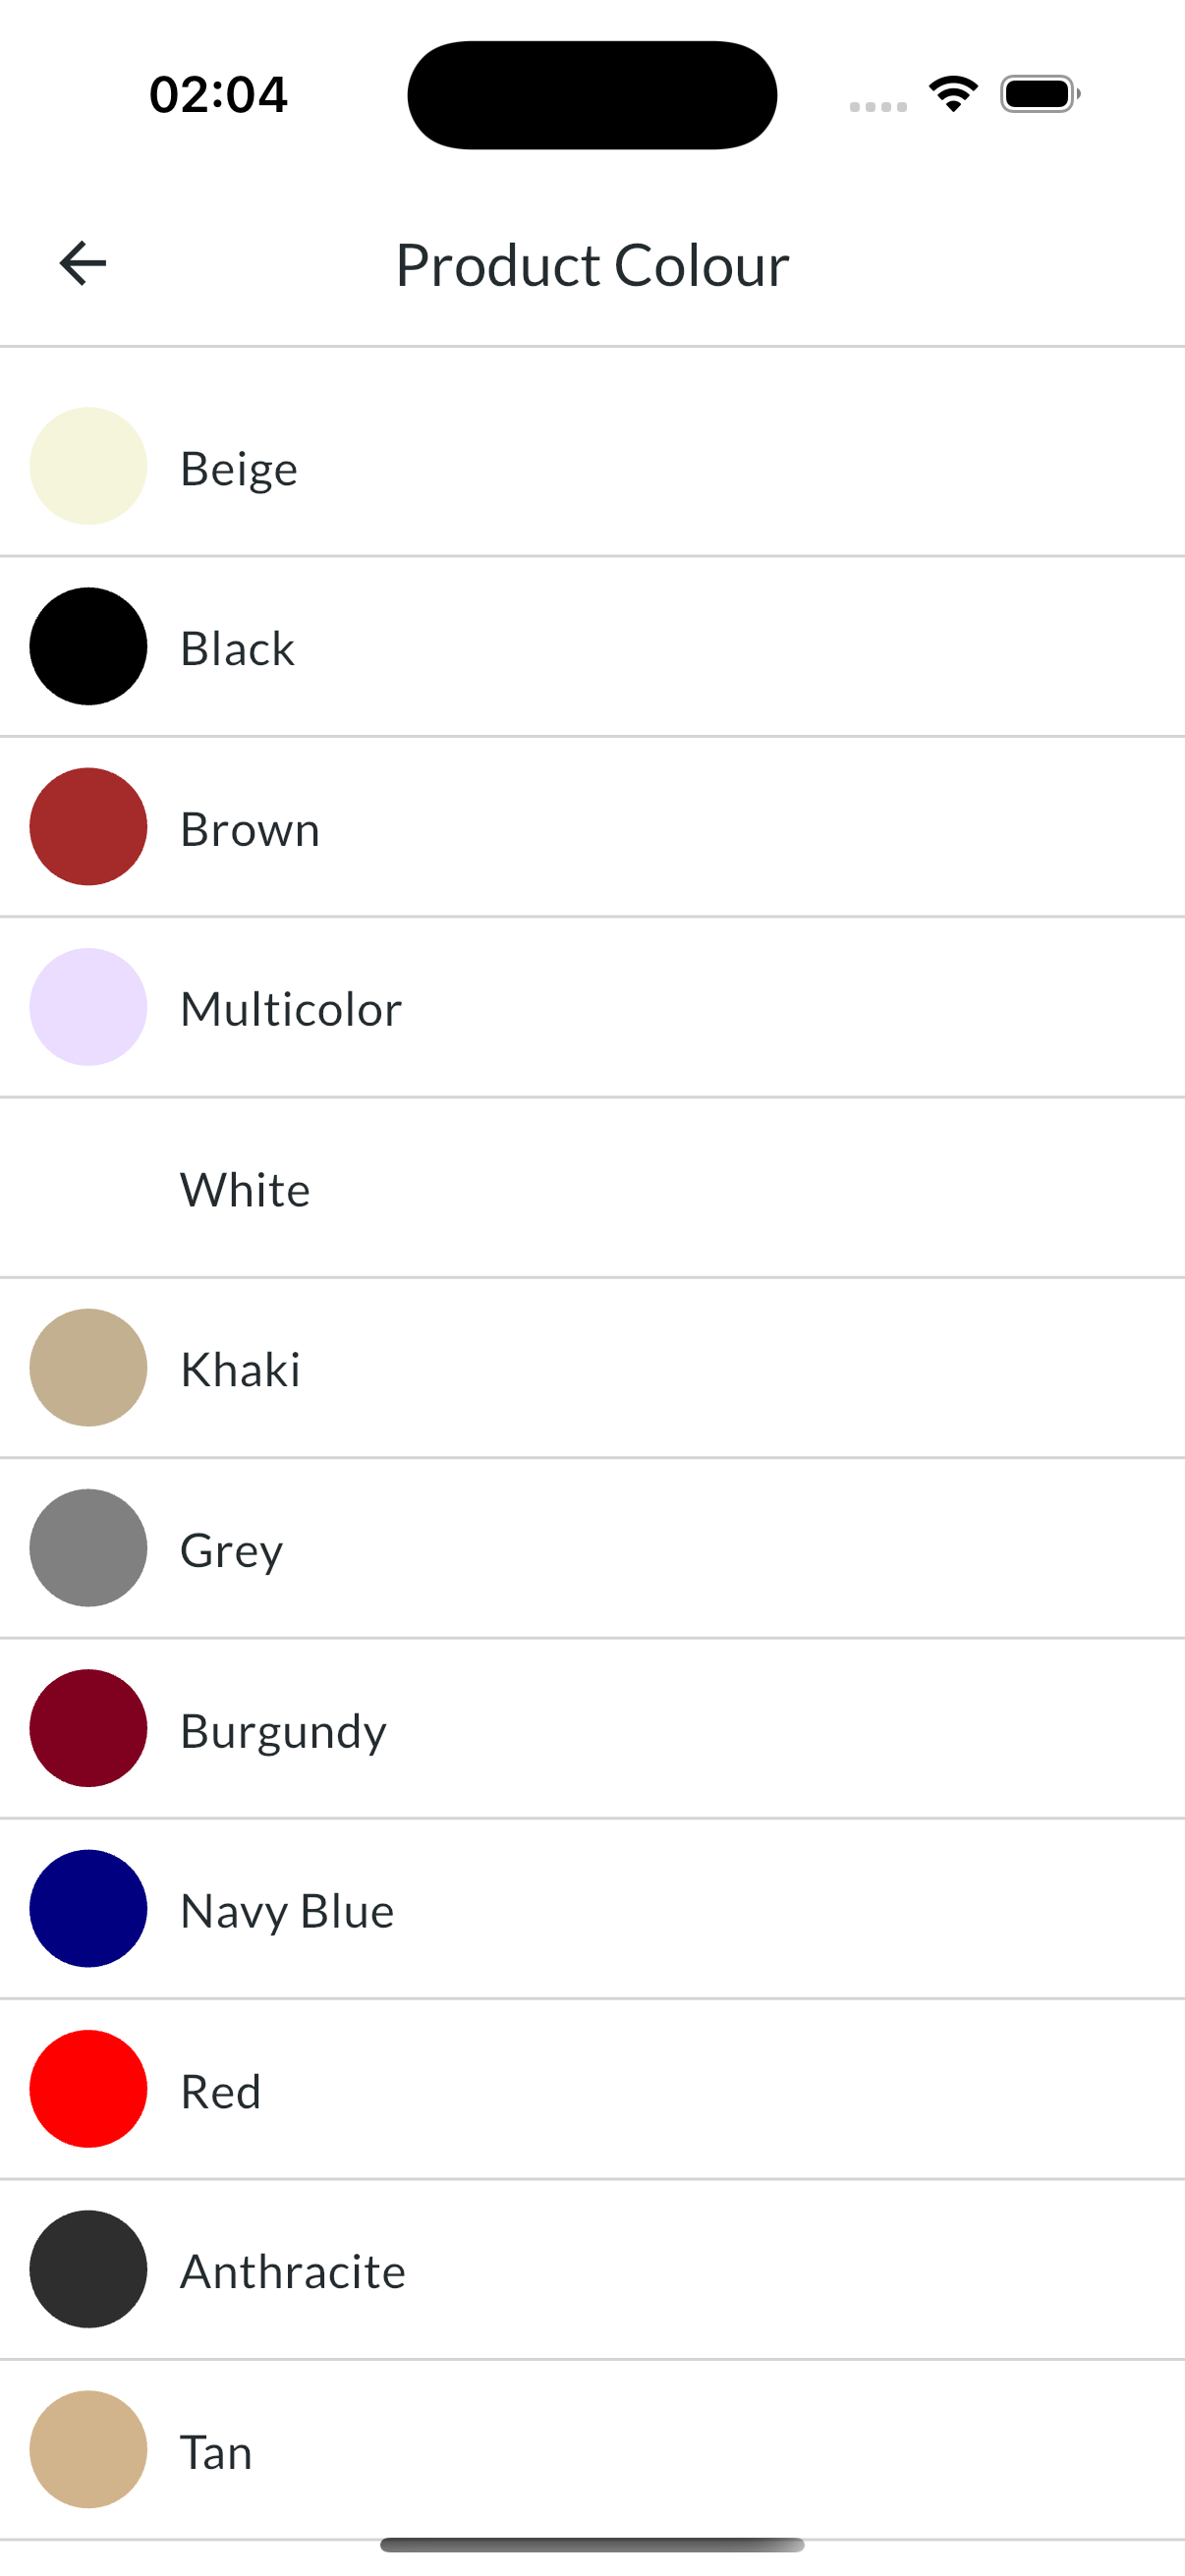 02:04
Product Colour
Beige
Black
Brown
Multicolor
White
Khaki
Grey
Burgundy
Navy Blue
Red
Anthracite
Tan